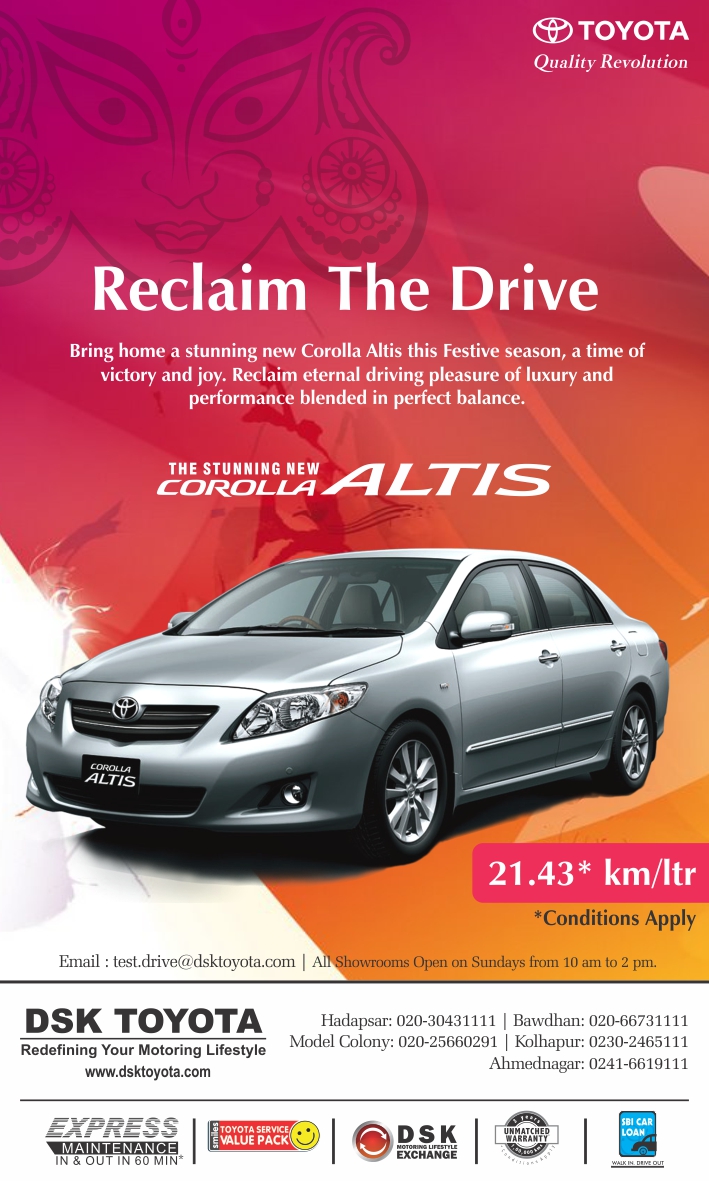 TOYOTA
Quality Revolution
Reclaim The Drive
Bring home a stunning new Corolla Altis this Festive season, a time of
victory and joy. Reclaim eternal driving pleasure of luxury and
performance blended in perfect balance.
THE STUNNING NEW
COROLLA ALTIS
COROLLA
ALTIS
21.43* km/ltr
*Conditions Apply
Email : test.drive@dsktoyota.com | All Showrooms Open on Sundays from 10 am to 2 pm.
DSK TOYOTA
Redefining Your Motoring Lifestyle
www.dsktoyota.com
Hadapsar: 020-30431111 | Bawdhan: 020-66731111
Model Colony: 020-25660291 | Kolhapur: 0230-2465111
Ahmednagar: 0241-6619111
EXPRESS
MAINTENANCE
IN & OUT IN 60 MIN*
smiles
TOYOTA SERVICE
VALUE PACK
DSK
MOTORING LIFESTYLE
EXCHANGE
Years
UNMATCHED
WARRANTY
Conditions Apply
SBI CAR
LOAN
WALK IN. DRIVE OUT